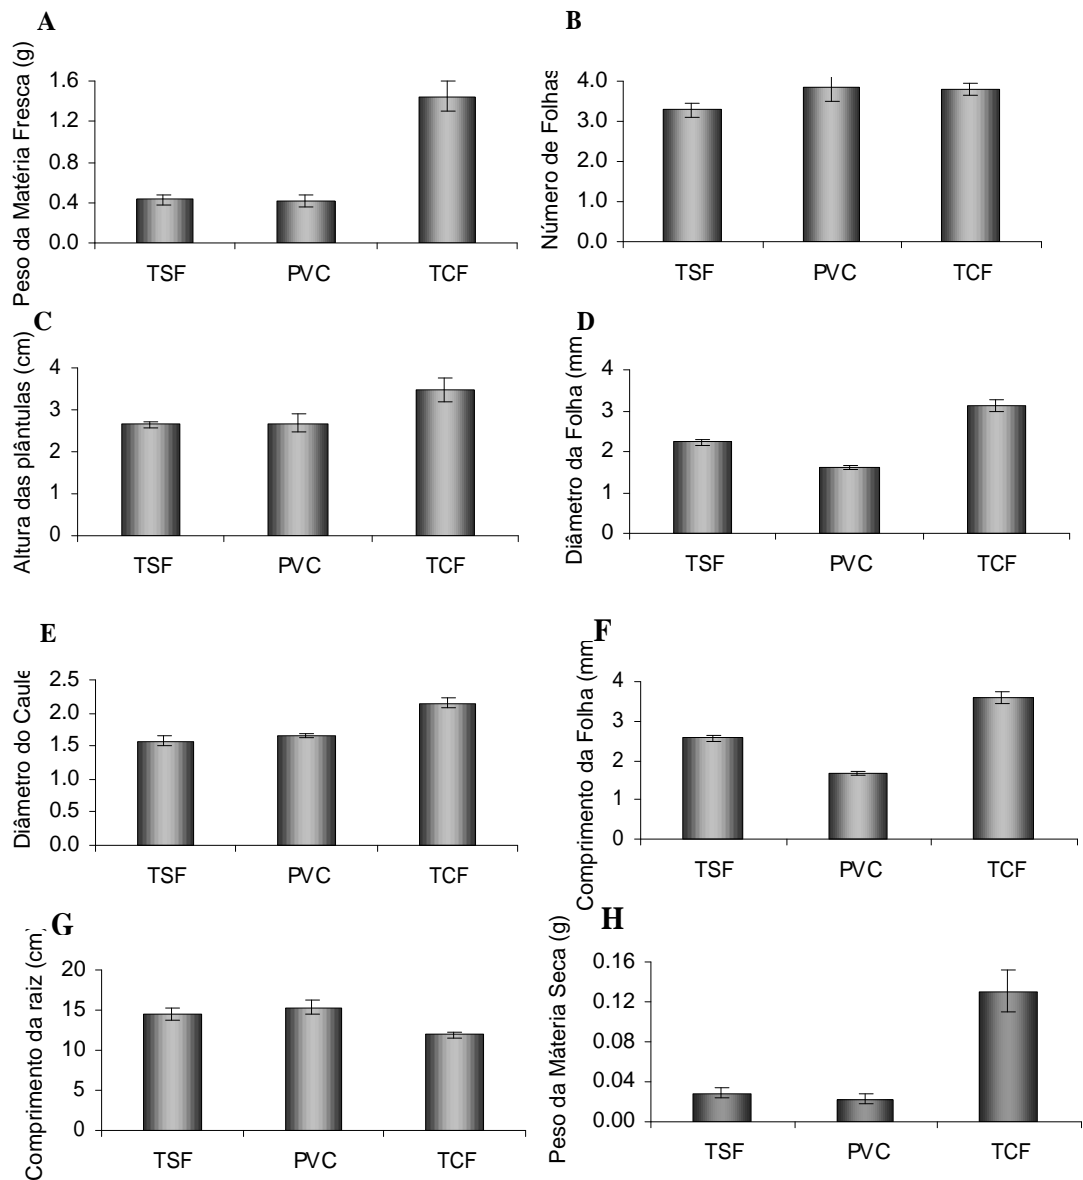 A
Peso da Matéria Fresca (g)
1.6
1.2
0.8
0.4
0.0
TSF PVC TCF
B
Número de Folhas
4.0
3.0
2.0
1.0
0.0
TSF PVC TCF
C
Altura das plântulas (cm)
4
3
2
1
0
TSF PVC TCF
D
Diâmetro da Folha (mm
4
3
2
1
0
TSF PVC TCF
E
Diâmetro do Caule
2.5
2.0
1.5
1.0
0.5
0.0
TSF PVC TCF
F
Comprimento da Folha (mm
4
3
2
1
0
TSF PVC TCF
G
Comprimento da raiz (cm)
20
15
10
5
0
TSF PVC TCF
H
Peso da Máteria Seca (g)
0.16
0.12
0.08
0.04
0.00
TSF PVC TCF